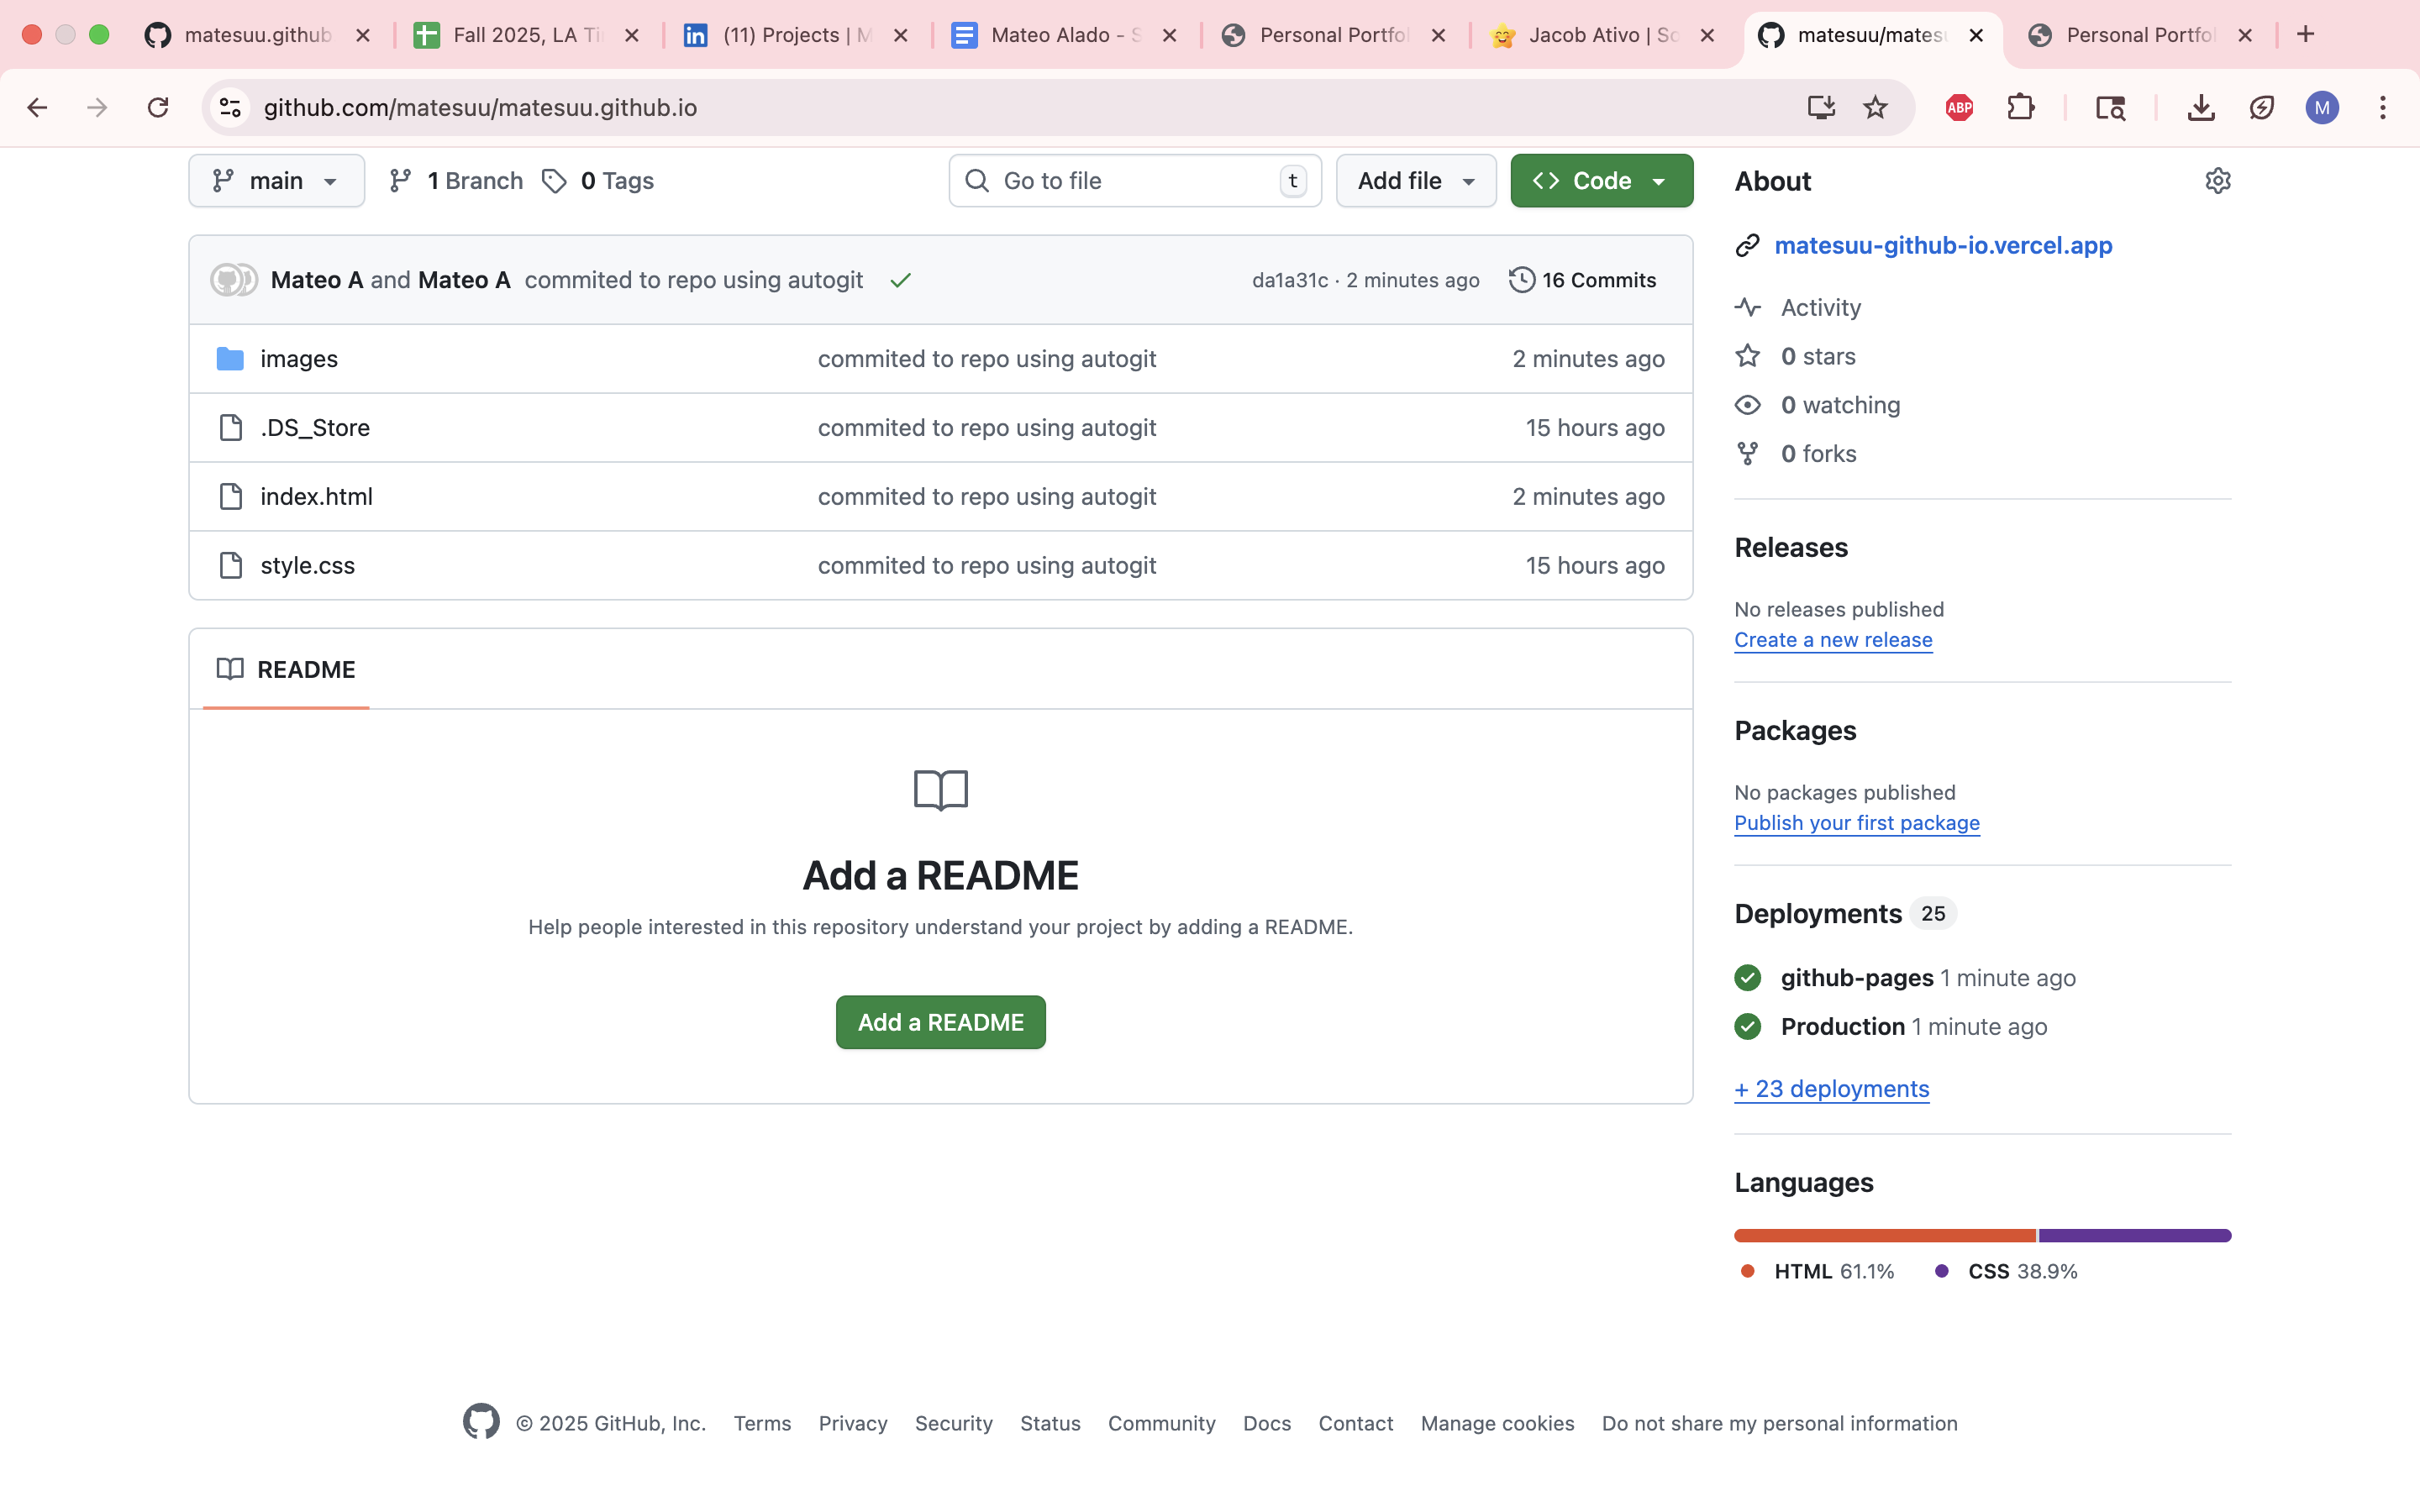 matesuu.github
Fall 2025, LA Ti
(11) Projects | M
Mateo Alado - S
Personal Portfol
Jacob Ativo | So
matesuu/matesu
Personal Portfol
github.com/matesuu/matesuu.github.io
ABP
M
main
1 Branch
0 Tags
Go to file
t
Add file
Code
Mateo A and Mateo A commited to repo using autogit
da1a31c · 2 minutes ago
16 Commits
images commited to repo using autogit 2 minutes ago
.DS_Store commited to repo using autogit 15 hours ago
index.html commited to repo using autogit 2 minutes ago
style.css commited to repo using autogit 15 hours ago
README
Add a README
Help people interested in this repository understand your project by adding a README.
Add a README
About
matesuu-github-io.vercel.app
Activity
0 stars
0 watching
0 forks
Releases
No releases published
Create a new release
Packages
No packages published
Publish your first package
Deployments 25
github-pages 1 minute ago
Production 1 minute ago
+ 23 deployments
Languages
HTML 61.1% CSS 38.9%
© 2025 GitHub, Inc. Terms Privacy Security Status Community Docs Contact Manage cookies Do not share my personal information